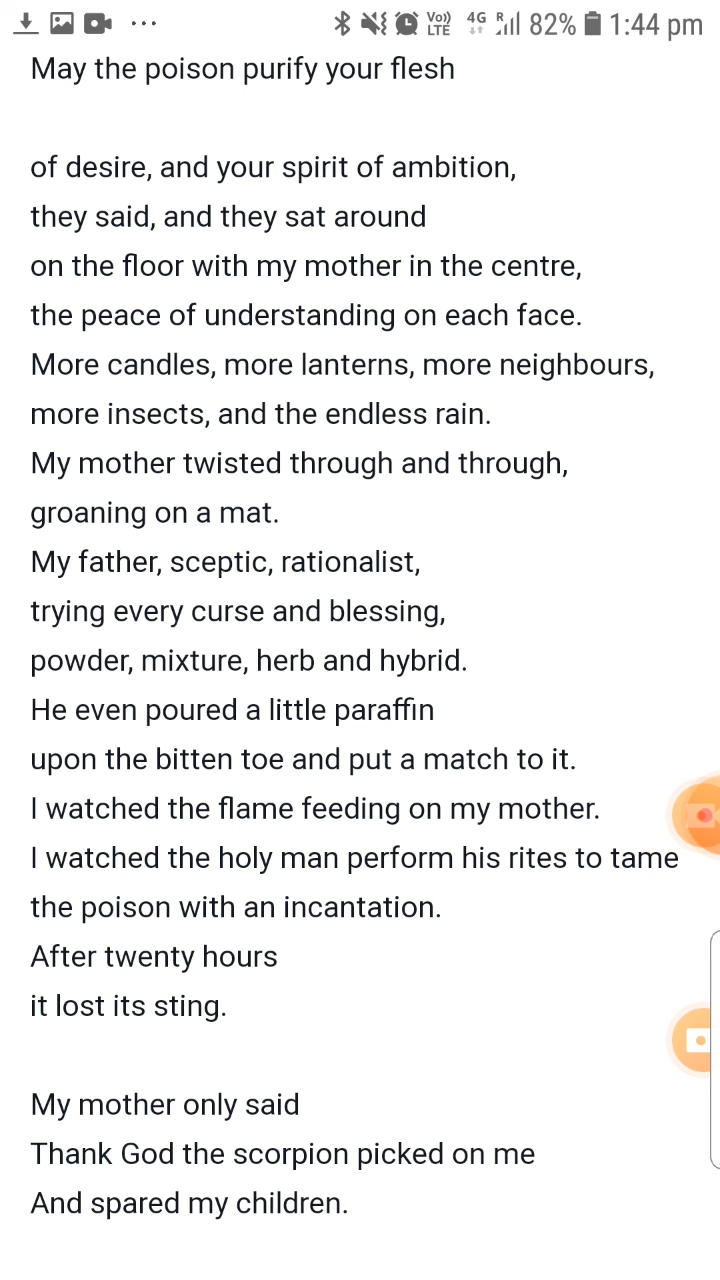 Vo)) 4G R 82% 1:44 pm
LTE
May the poison purify your flesh
of desire, and your spirit of ambition,
they said, and they sat around
on the floor with my mother in the centre,
the peace of understanding on each face.
More candles, more lanterns, more neighbours,
more insects, and the endless rain.
My mother twisted through and through,
groaning on a mat.
My father, sceptic, rationalist,
trying every curse and blessing,
powder, mixture, herb and hybrid.
He even poured a little paraffin
upon the bitten toe and put a match to it.
I watched the flame feeding on my mother.
I watched the holy man perform his rites to tame
the poison with an incantation.
After twenty hours
it lost its sting.
My mother only said
Thank God the scorpion picked on me
And spared my children.